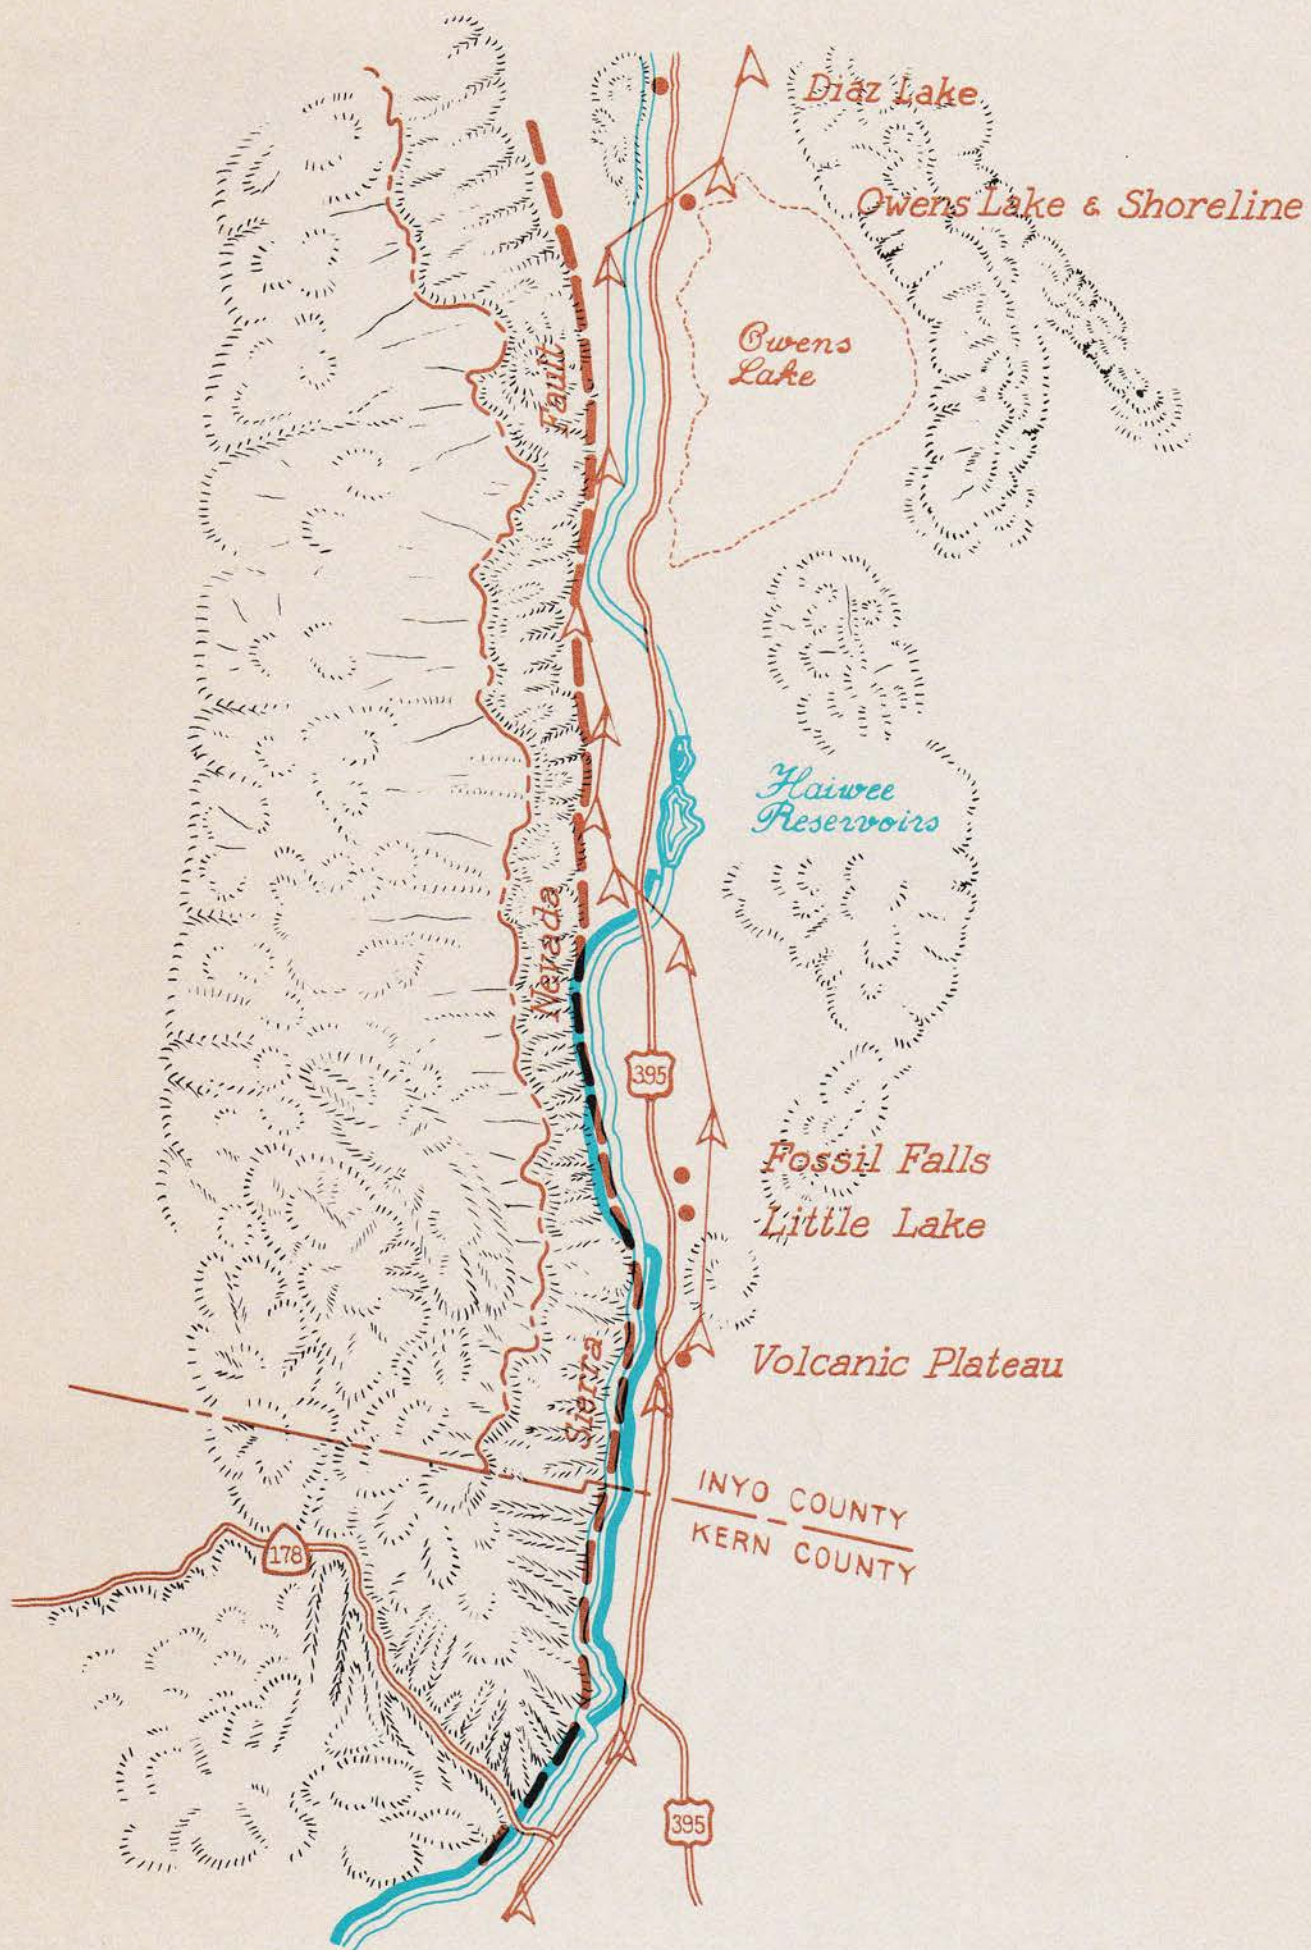 Diaz Lake
Owens Lake & Shoreline
Owens
Lake
Fault
Haiwee
Reservoirs
Nevada
395
Fossil Falls
Little Lake
Sierra
Volcanic Plateau
INYO COUNTY
KERN COUNTY
178
395